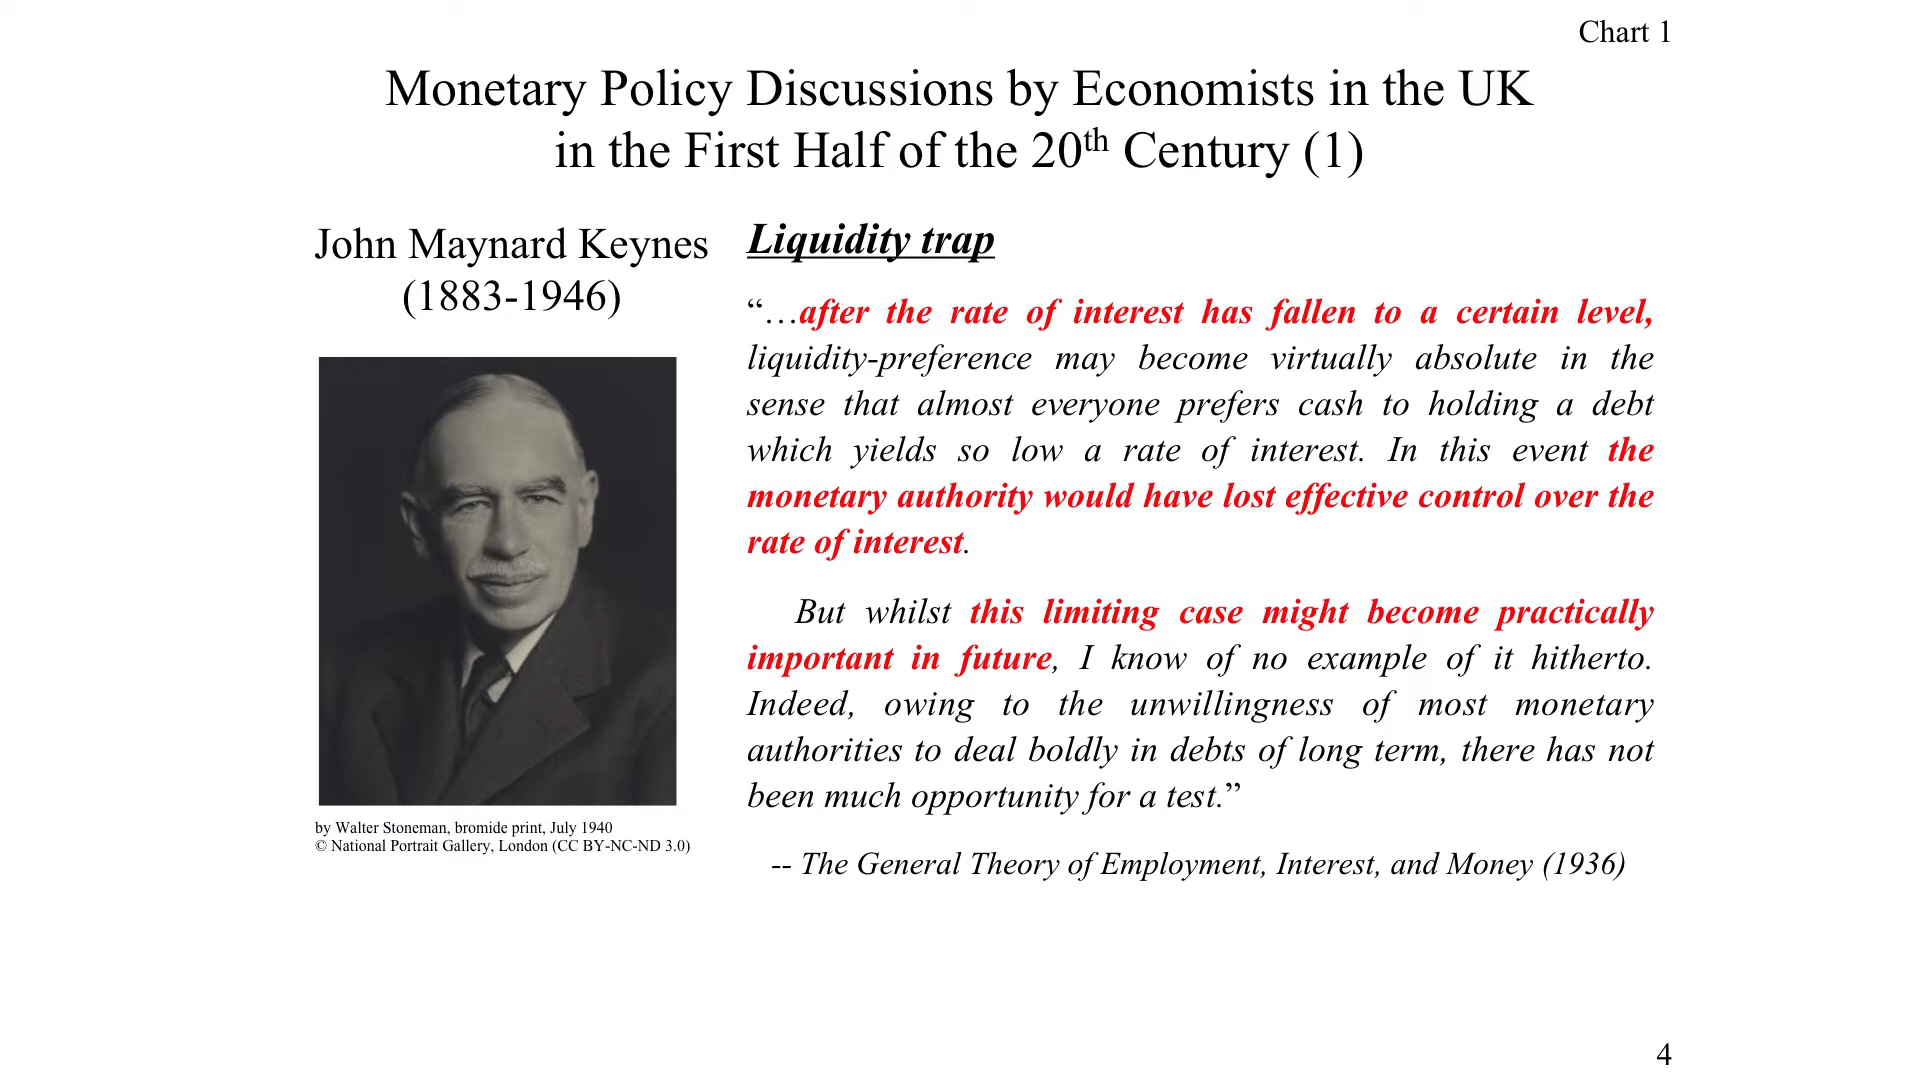 Chart 1
Monetary Policy Discussions by Economists in the UK
in the First Half of the 20th Century (1)
John Maynard Keynes
(1883-1946)
by Walter Stoneman, bromide print, July 1940
© National Portrait Gallery, London (CC BY-NC-ND 3.0)
Liquidity trap
“…after the rate of interest has fallen to a certain level,
liquidity-preference may become virtually absolute in the
sense that almost everyone prefers cash to holding a debt
which yields so low a rate of interest. In this event the
monetary authority would have lost effective control over the
rate of interest.
But whilst this limiting case might become practically
important in future, I know of no example of it hitherto.
Indeed, owing to the unwillingness of most monetary
authorities to deal boldly in debts of long term, there has not
been much opportunity for a test.”
-- The General Theory of Employment, Interest, and Money (1936)
4